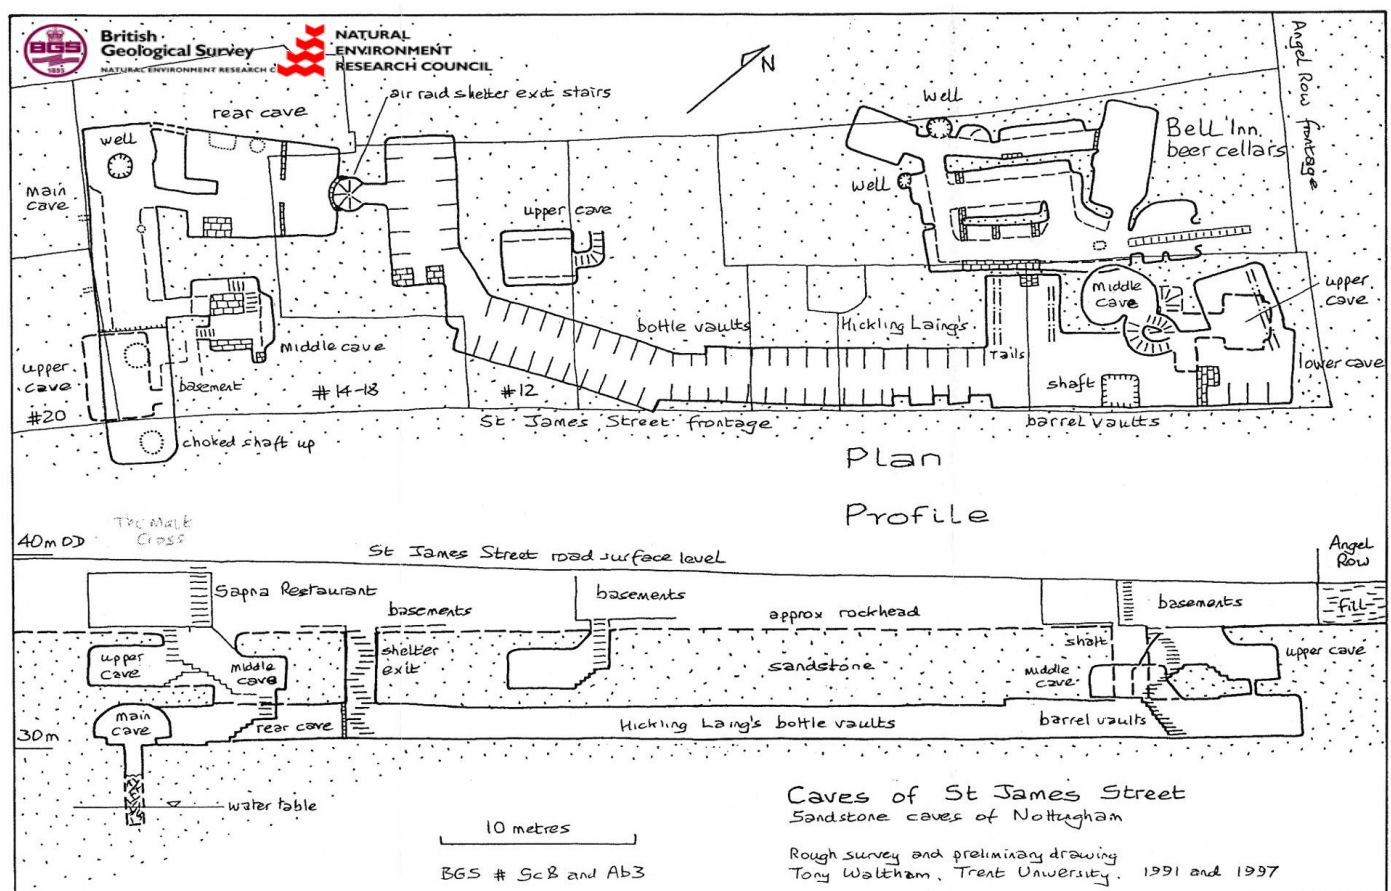 BGS
1835
British
Geological Survey
NATURAL ENVIRONMENT RESEARCH C
NATURAL
ENVIRONMENT
RESEARCH COUNCIL
N
Angel Row frontage
air raid shelter exit stairs
rear cave
well
well
Bell Inn
beer cellars
well
main
cave
upper cave
middle
cave
upper
cave
bottle vaults
Hickling Laing's
Middle cave
Tails
upper
cave
#20
basement
#14-18
#12
shaft
lower cave
St James Street frontage
barrel vaults
choked shaft up
Plan
Profile
The Malt
Cross
40m OD
St James Street road surface level
Angel
Row
Sapna Restaurant
basements
basements
approx rockhead
basements
fill
upper
cave
middle
cave
shelter
exit
sandstone
shaft
middle
cave
upper cave
main
cave
rear cave
Hickling Laing's bottle vaults
barrel vaults
30m
water table
10 metres
BGS # Sc8 and Ab3
Caves of St James Street
Sandstone caves of Nottingham
Rough survey and preliminary drawing
Tony Waltham, Trent University. 1991 and 1997